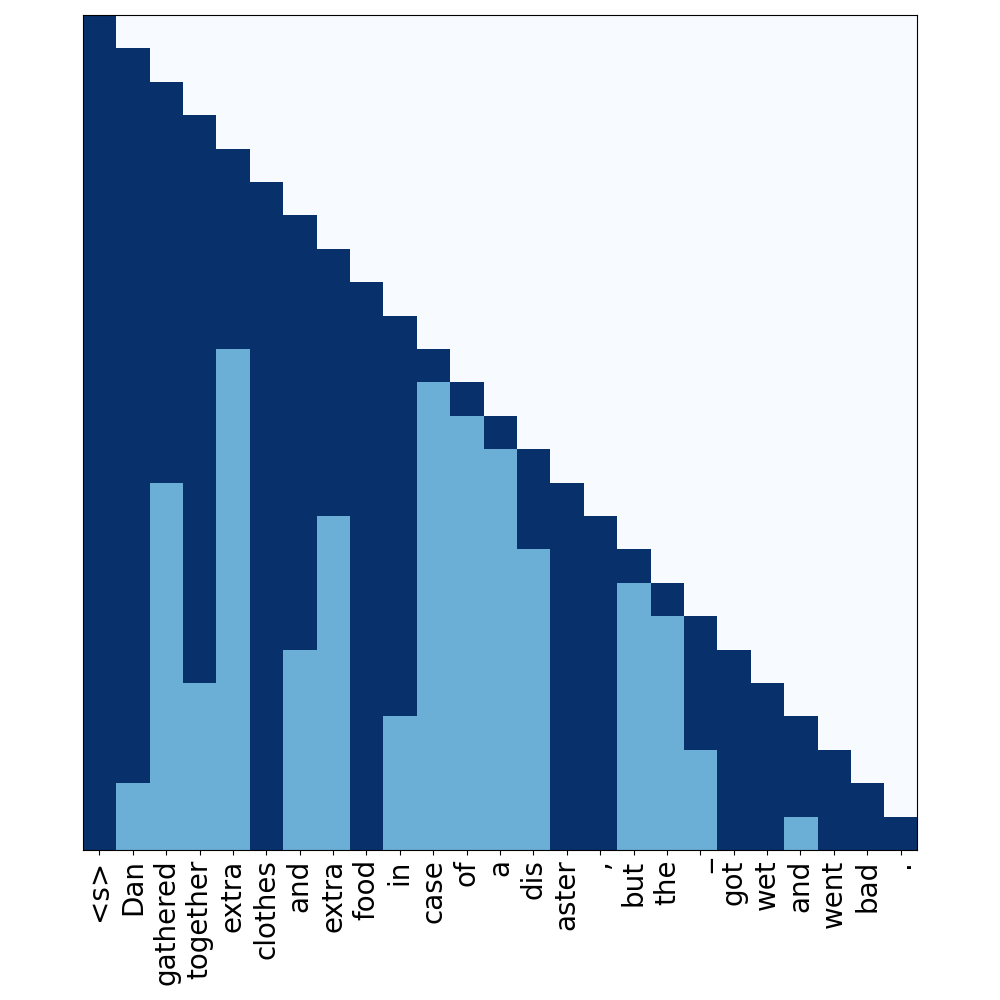 <s> Dan gathered together extra clothes and extra food in case of a dis aster , but the _ got wet and went bad .